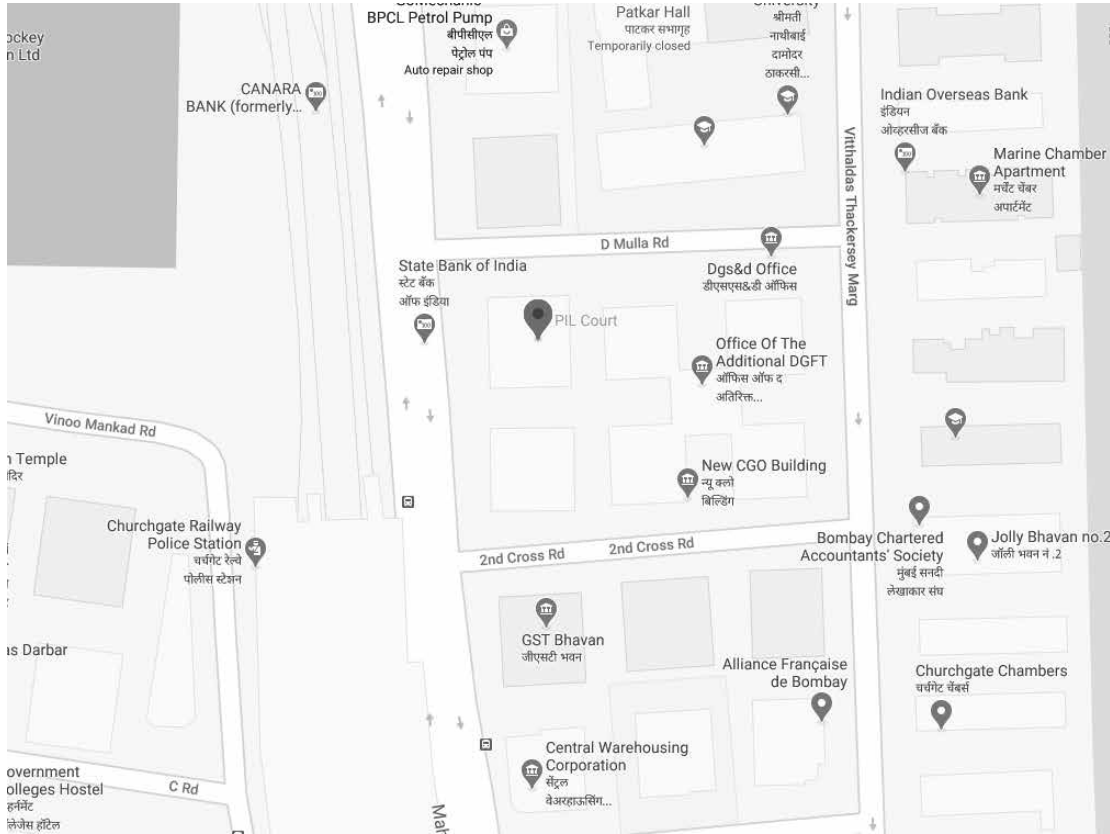 BPCL Petrol Pump
बीपीसीएल
पेट्रोल पंप
Auto repair shop
Patkar Hall
पाटकर सभागृह
Temporarily closed
श्रीमती
नाथीबाई
दामोदर
ठाकरसी...
ockey
n Ltd
CANARA
BANK (formerly...
Indian Overseas Bank
इंडियन
ओव्हरसीज बँक
Marine Chamber
Apartment
मर्चेंट चेंबर
अपार्टमेंट
Vitthaldas Thackersey Marg
D Mulla Rd
State Bank of India
स्टेट बँक
ऑफ इंडिया
Dgs&d Office
डीएसएस&डी ऑफिस
PIL Court
Office Of The
Additional DGFT
ऑफिस ऑफ द
अतिरिक्त...
Vinoo Mankad Rd
n Temple
New CGO Building
न्यू क्लो
बिल्डिंग
Churchgate Railway
Police Station
चर्चगेट रेल्वे
पोलीस स्टेशन
2nd Cross Rd
2nd Cross Rd
Bombay Chartered
Accountants' Society
मुंबई सनदी
लेखाकार संघ
Jolly Bhavan no.2
जॉली भवन नं .2
GST Bhavan
जीएसटी भवन
as Darbar
Alliance Française
de Bombay
Churchgate Chambers
चर्चगेट चेंबर्स
Central Warehousing
Corporation
सेंट्रल
वेअरहाऊसिंग...
overnment
olleges Hostel
C Rd
Mah